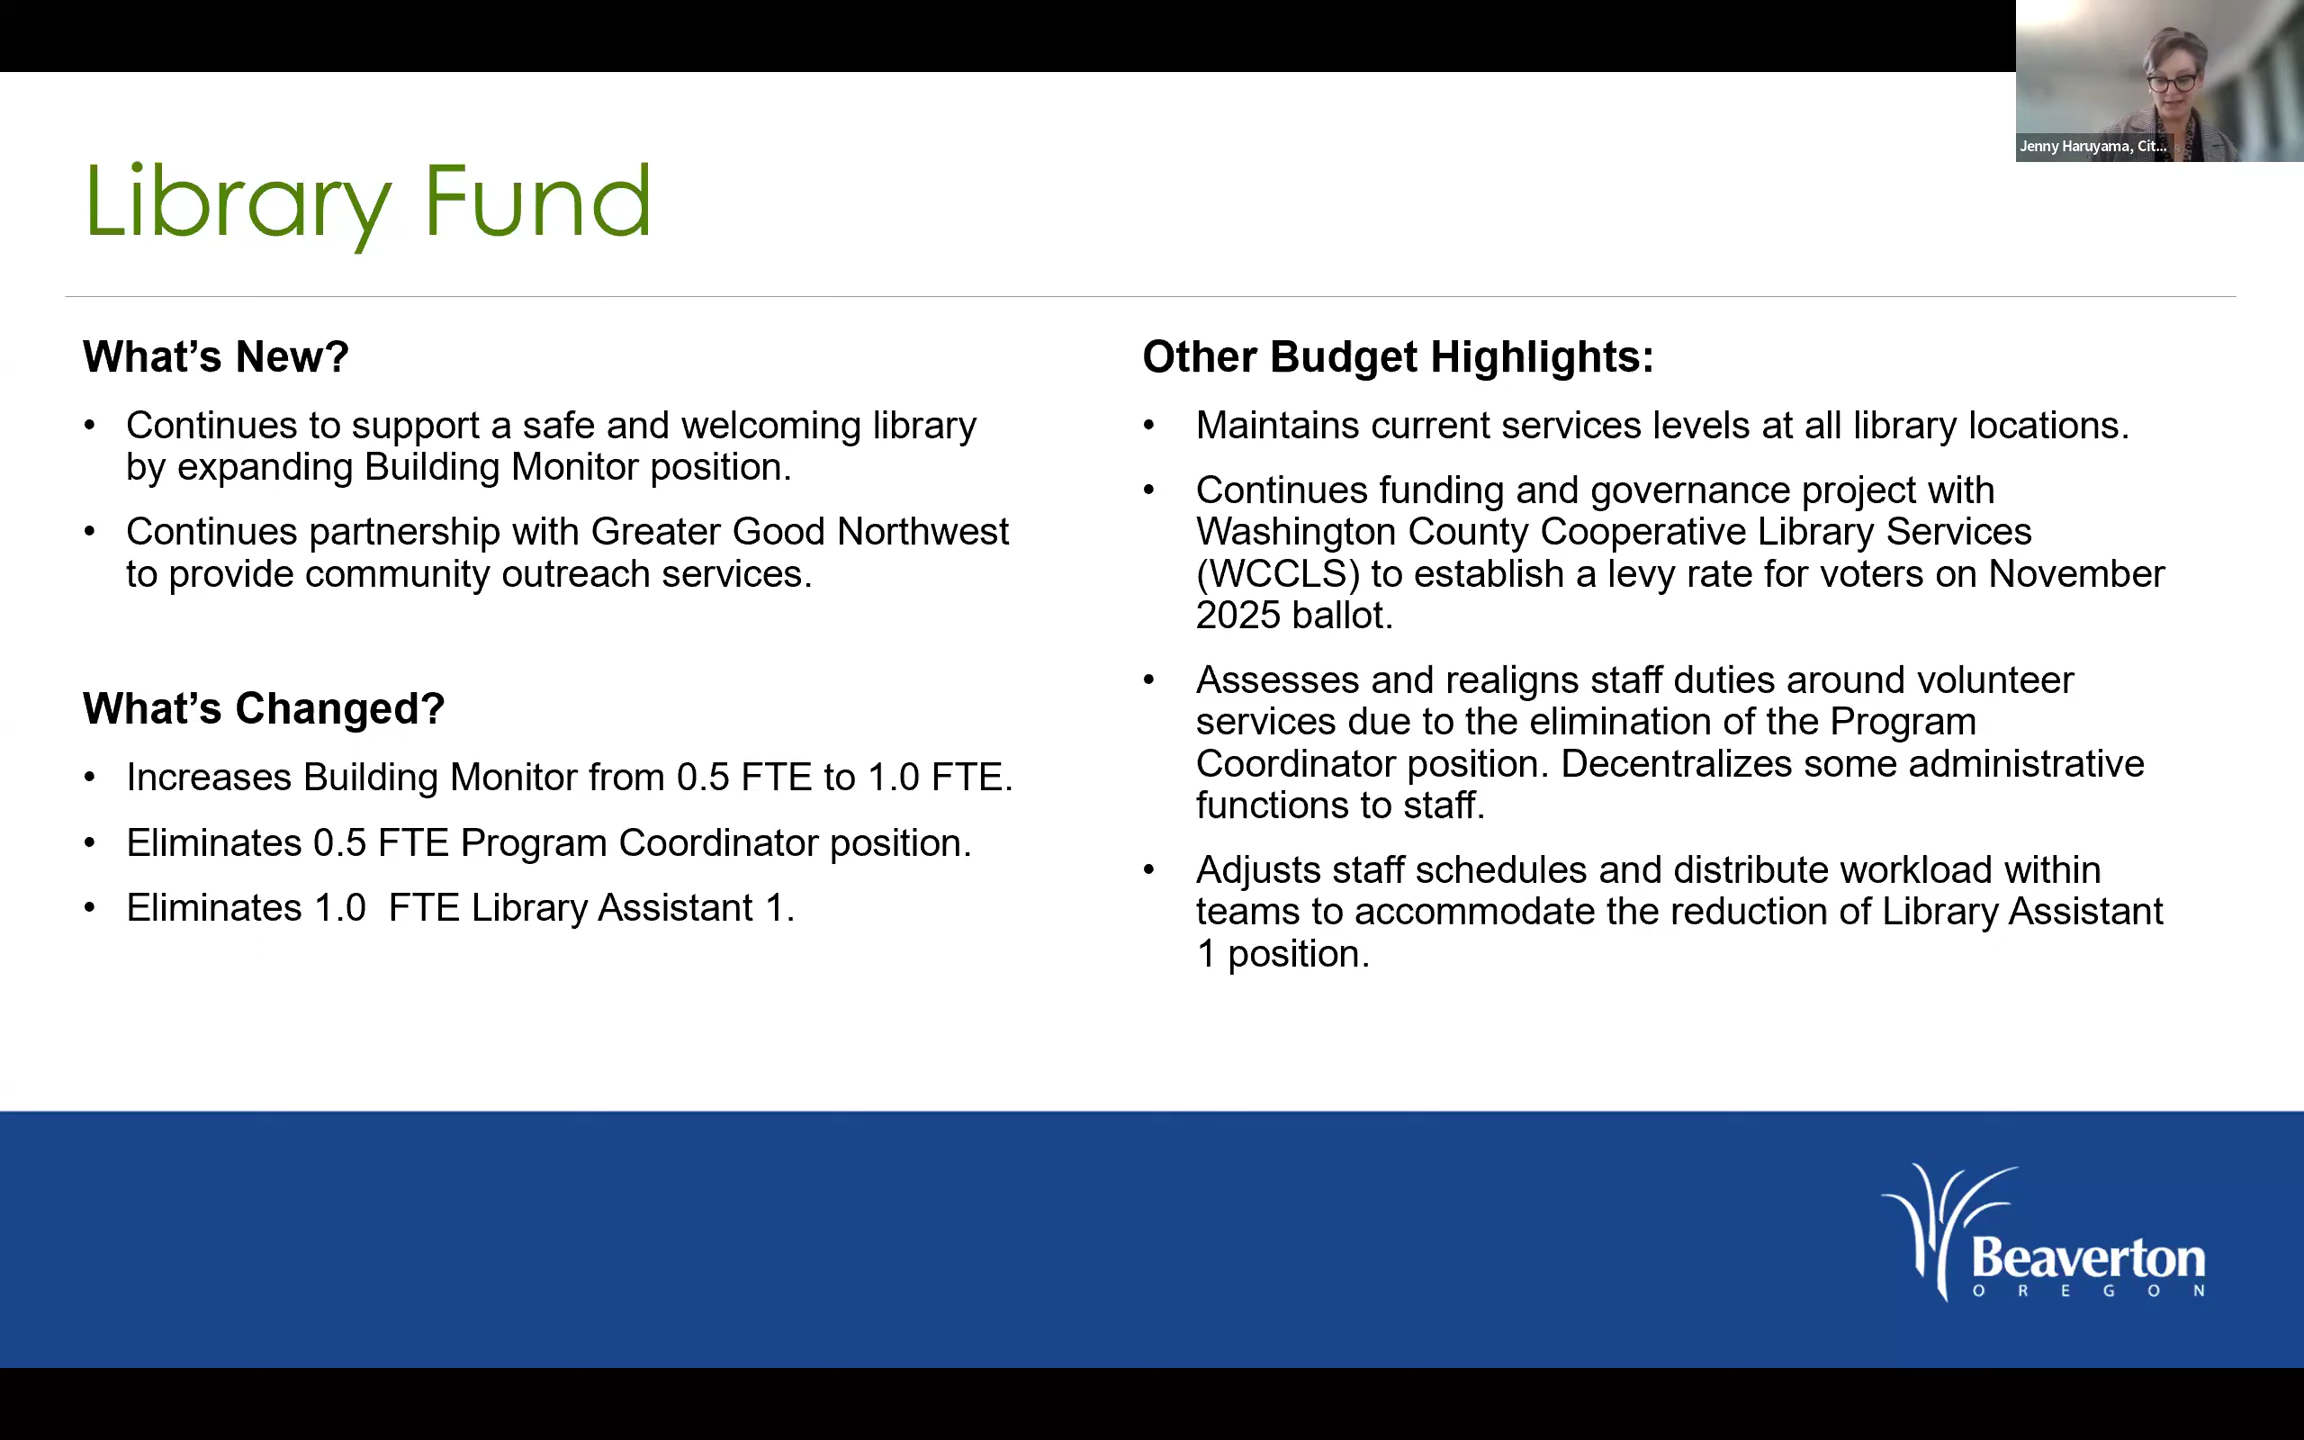 Jenny Haruyama, Cit...
Library Fund
What’s New?
• Continues to support a safe and welcoming library
by expanding Building Monitor position.
• Continues partnership with Greater Good Northwest
to provide community outreach services.
What’s Changed?
• Increases Building Monitor from 0.5 FTE to 1.0 FTE.
• Eliminates 0.5 FTE Program Coordinator position.
• Eliminates 1.0  FTE Library Assistant 1.
Other Budget Highlights:
• Maintains current services levels at all library locations.
• Continues funding and governance project with
Washington County Cooperative Library Services
(WCCLS) to establish a levy rate for voters on November
2025 ballot.
• Assesses and realigns staff duties around volunteer
services due to the elimination of the Program
Coordinator position. Decentralizes some administrative
functions to staff.
• Adjusts staff schedules and distribute workload within
teams to accommodate the reduction of Library Assistant
1 position.
Beaverton
OREGON